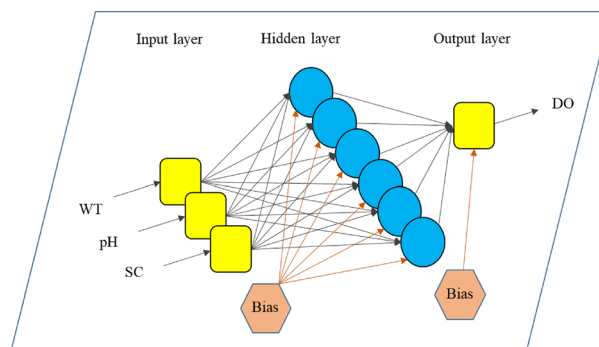 Input layer
Hidden layer
Output layer
DO
WT
pH
SC
Bias
Bias